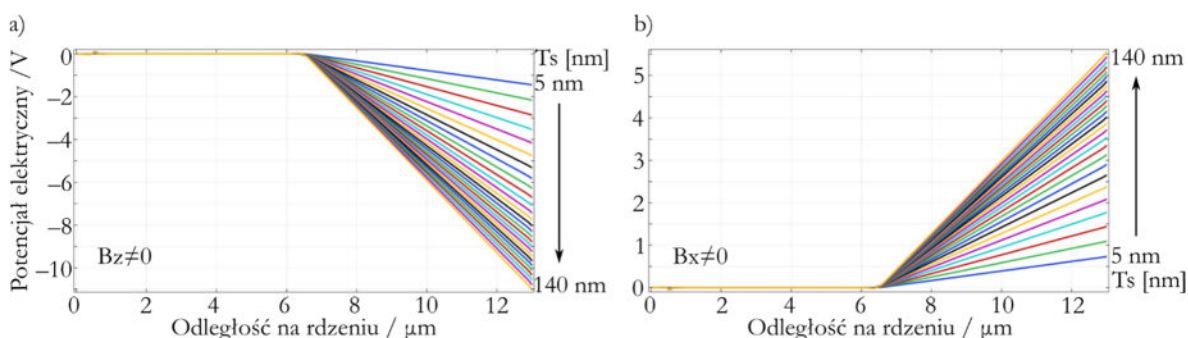 a)
Potencjał elektryczny /V
0
−2
−4
−6
−8
−10
Ts [nm]
5 nm
140 nm
Bz≠0
0 2 4 6 8 10 12
Odległość na rdzeniu / μm
b)
5
4
3
2
1
0
140 nm
5 nm
Ts [nm]
Bx≠0
0 2 4 6 8 10 12
Odległość na rdzeniu / μm